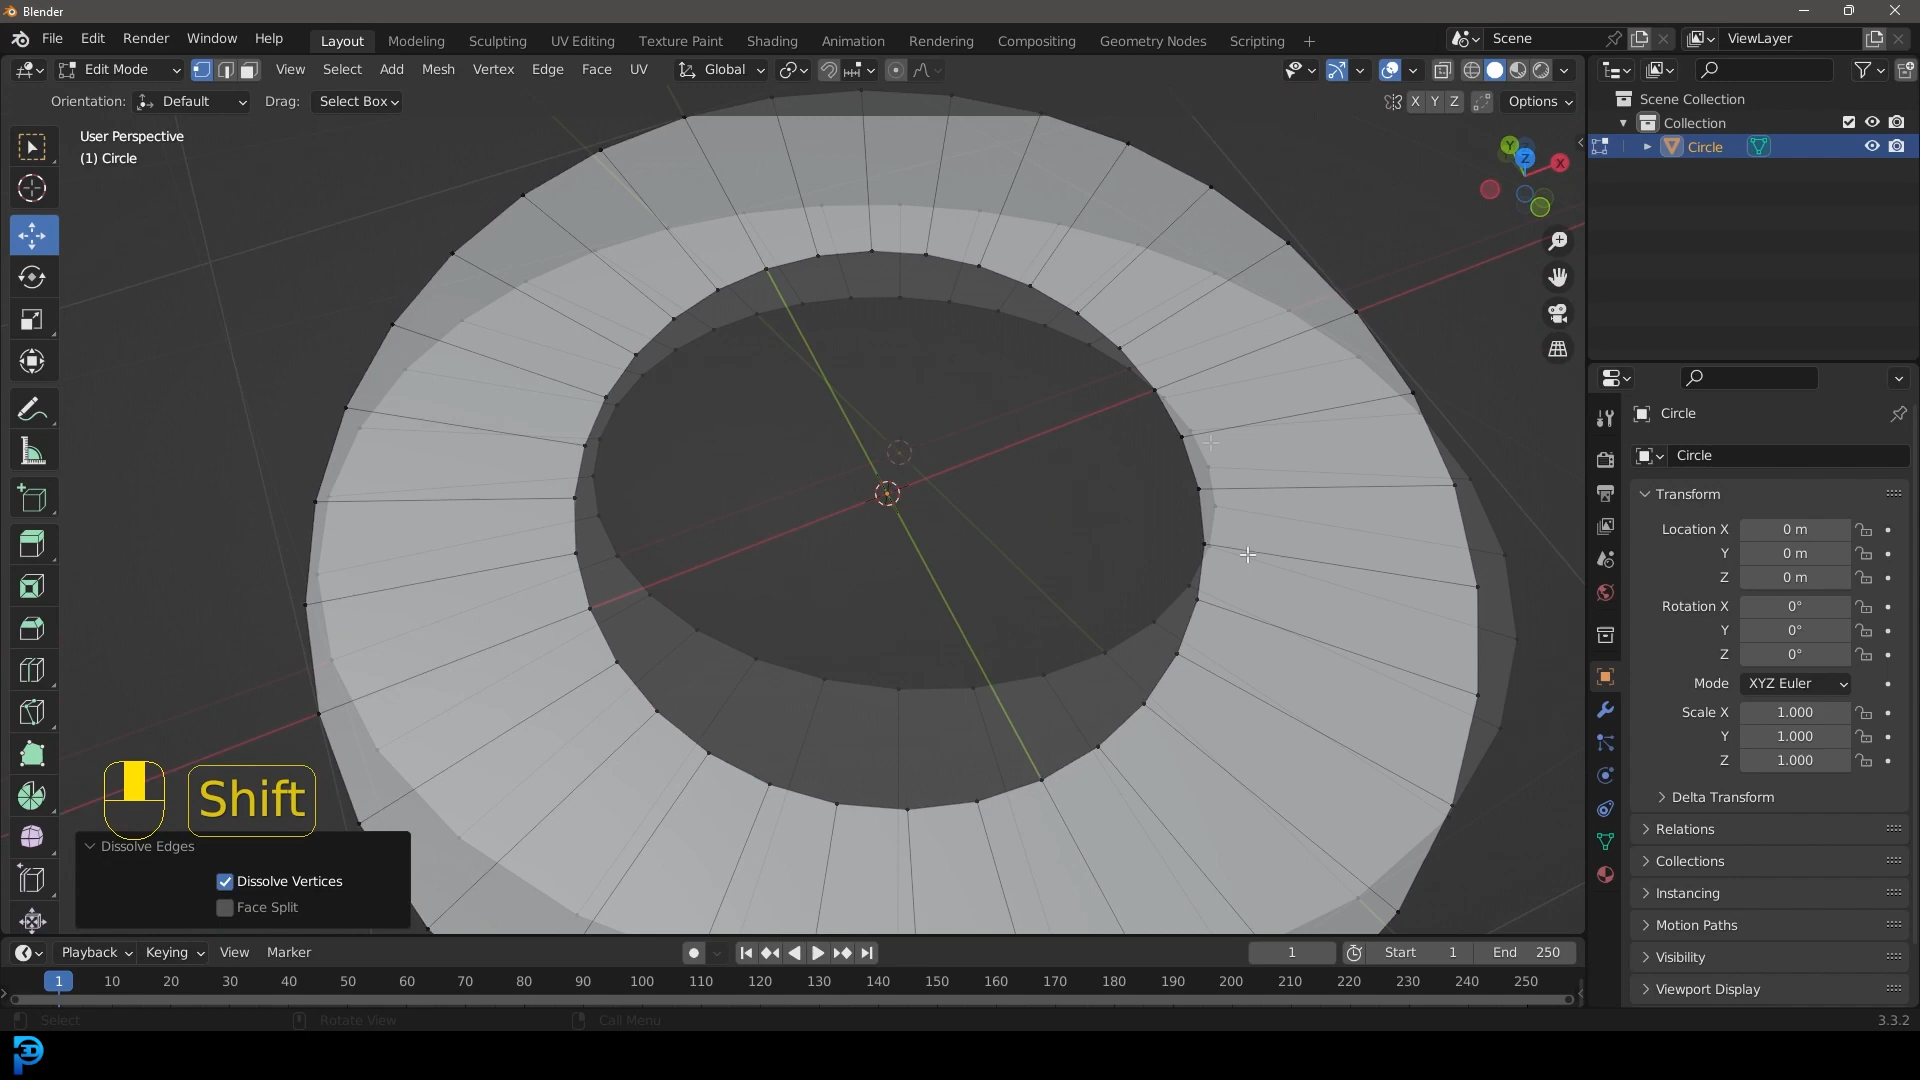 Blender
File Edit Render Window Help
Layout Modeling Sculpting UV Editing Texture Paint Shading Animation Rendering Compositing Geometry Nodes Scripting +
Scene
ViewLayer
Edit Mode
View Select Add Mesh Vertex Edge Face UV
Global
Orientation: Default Drag: Select Box
X Y Z
Options
User Perspective
(1) Circle
Y
Z
X
Scene Collection
Collection
Circle
Circle
Circle
Transform
Location X 0 m
Y 0 m
Z 0 m
Rotation X 0°
Y 0°
Z 0°
Mode XYZ Euler
Scale X 1.000
Y 1.000
Z 1.000
Delta Transform
Relations
Collections
Instancing
Motion Paths
Visibility
Viewport Display
Shift
Dissolve Edges
Dissolve Vertices
Face Split
Playback Keying View Marker
1
Start 1
End 250
1 10 20 30 40 50 60 70 80 90 100 110 120 130 140 150 160 170 180 190 200 210 220 230 240 250
Select
Rotate View
Call Menu
3.3.2